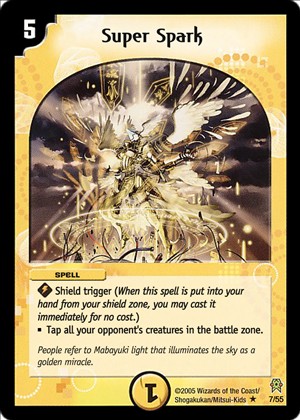 5
Super Spark
SPELL
Shield trigger (When this spell is put into your
hand from your shield zone, you may cast it
immediately for no cost.)
▪ Tap all your opponent's creatures in the battle zone.
People refer to Mabayuki light that illuminates the sky as a
golden miracle.
1
©2005 Wizards of the Coast/
Shogakukan/Mitsui-Kids ★ 7/55